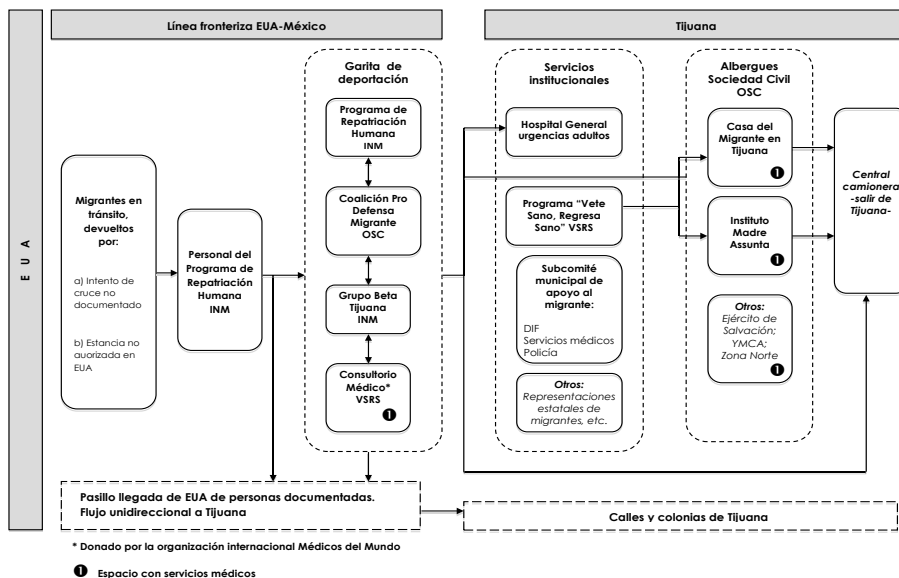 Línea fronteriza EUA-México
Tijuana
E U A
Migrantes en
tránsito,
devueltos
por:
a) Intento de
cruce no
documentado
b) Estancia no
auorizada en
EUA
Personal del
Programa de
Repatriación
Humana
INM
Garita de
deportación
Programa de
Repatriación
Humana
INM
Coalición Pro
Defensa
Migrante
OSC
Grupo Beta
Tijuana
INM
Consultorio
Médico*
VSRS
❶
Servicios
institucionales
Hospital General
urgencias adultos
Programa “Vete
Sano, Regresa
Sano” VSRS
Subcomité
municipal de
apoyo al
migrante:
DIF
Servicios médicos
Policía
Otros:
Representaciones
estatales de
migrantes, etc.
Albergues
Sociedad Civil
OSC
Casa del
Migrante en
Tijuana
❶
Instituto
Madre
Assunta
❶
Otros:
Ejército de
Salvación;
YMCA;
Zona Norte
❶
Central
camionera
-salir de
Tijuana-
Pasillo llegada de EUA de personas documentadas.
Flujo unidireccional a Tijuana
Calles y colonias de Tijuana
* Donado por la organización internacional Médicos del Mundo
❶ Espacio con servicios médicos